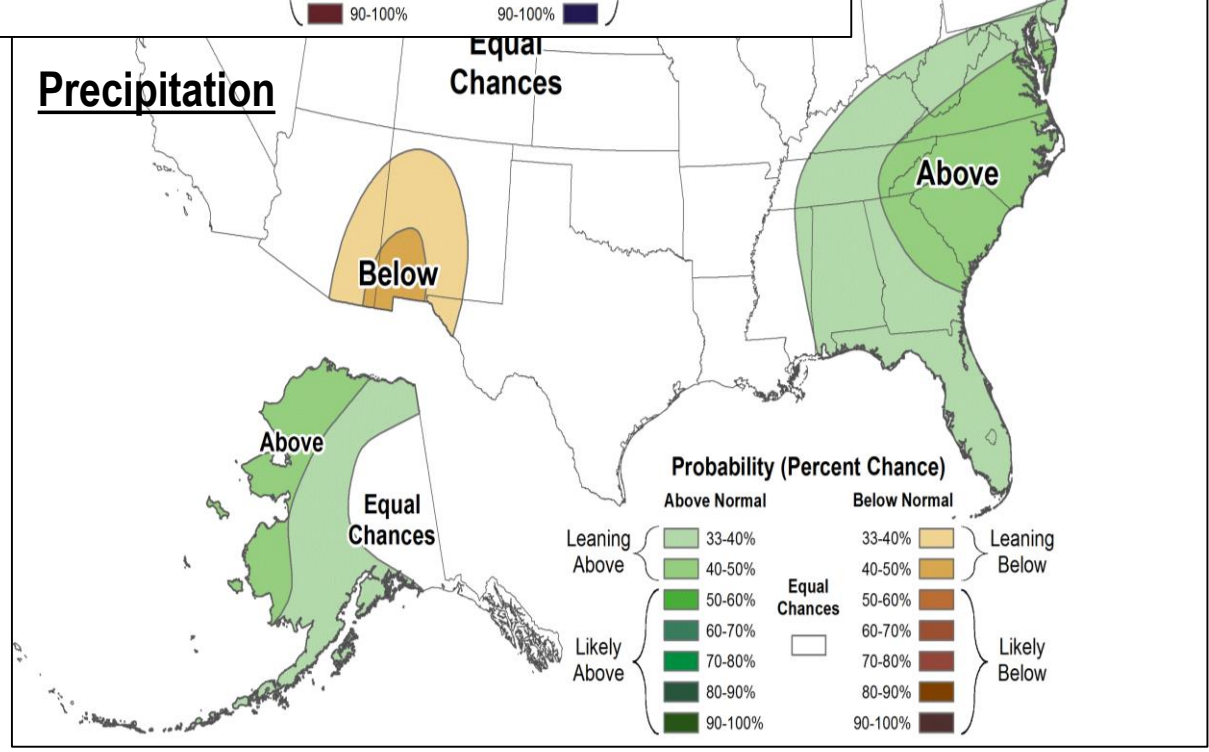 90-100% 90-100%
Equal
Chances
Precipitation
Above
Below
Above
Equal
Chances
Probability (Percent Chance)
Above Normal Below Normal
Leaning
Above
33-40%
40-50%
50-60%
60-70%
70-80%
80-90%
90-100%
Likely
Above
Equal
Chances
33-40%
40-50%
50-60%
60-70%
70-80%
80-90%
90-100%
Leaning
Below
Likely
Below